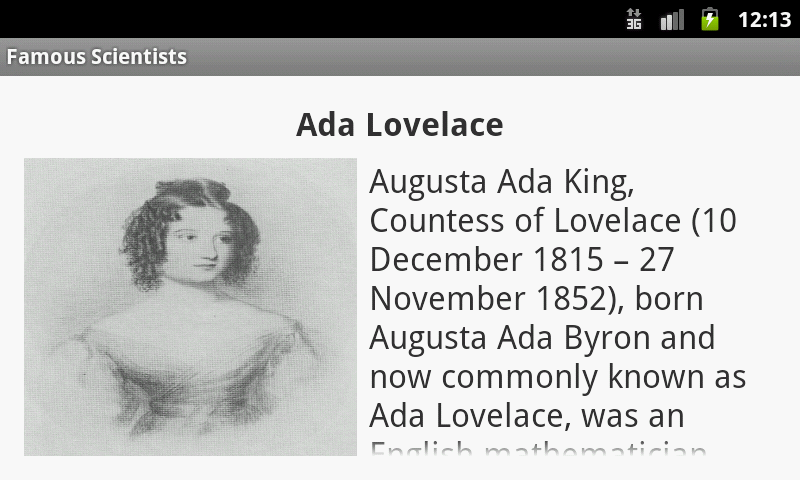 3G 12:13
Famous Scientists
Ada Lovelace
Augusta Ada King,
Countess of Lovelace (10
December 1815 – 27
November 1852), born
Augusta Ada Byron and
now commonly known as
Ada Lovelace, was an
English mathematician